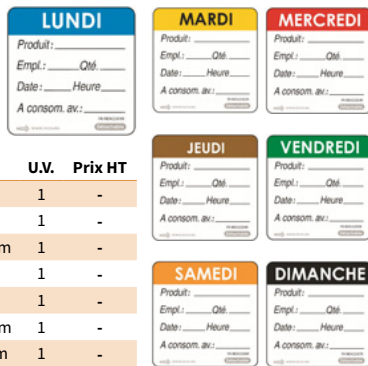 LUNDI
Produit:
Empl.: Qté.
Date: Heure
A consom. av.:
MARDI
Produit:
Empl.: Qté.
Date: Heure
A consom. av.:
MERCREDI
Produit:
Empl.: Qté.
Date: Heure
A consom. av.:
JEUDI
Produit:
Empl.: Qté.
Date: Heure
A consom. av.:
VENDREDI
Produit:
Empl.: Qté.
Date: Heure
A consom. av.:
SAMEDI
Produit:
Empl.: Qté.
Date: Heure
A consom. av.:
DIMANCHE
Produit:
Empl.: Qté.
Date: Heure
A consom. av.:
U.V. Prix HT
1 -
1 -
m 1 -
1 -
1 -
m 1 -
m 1 -